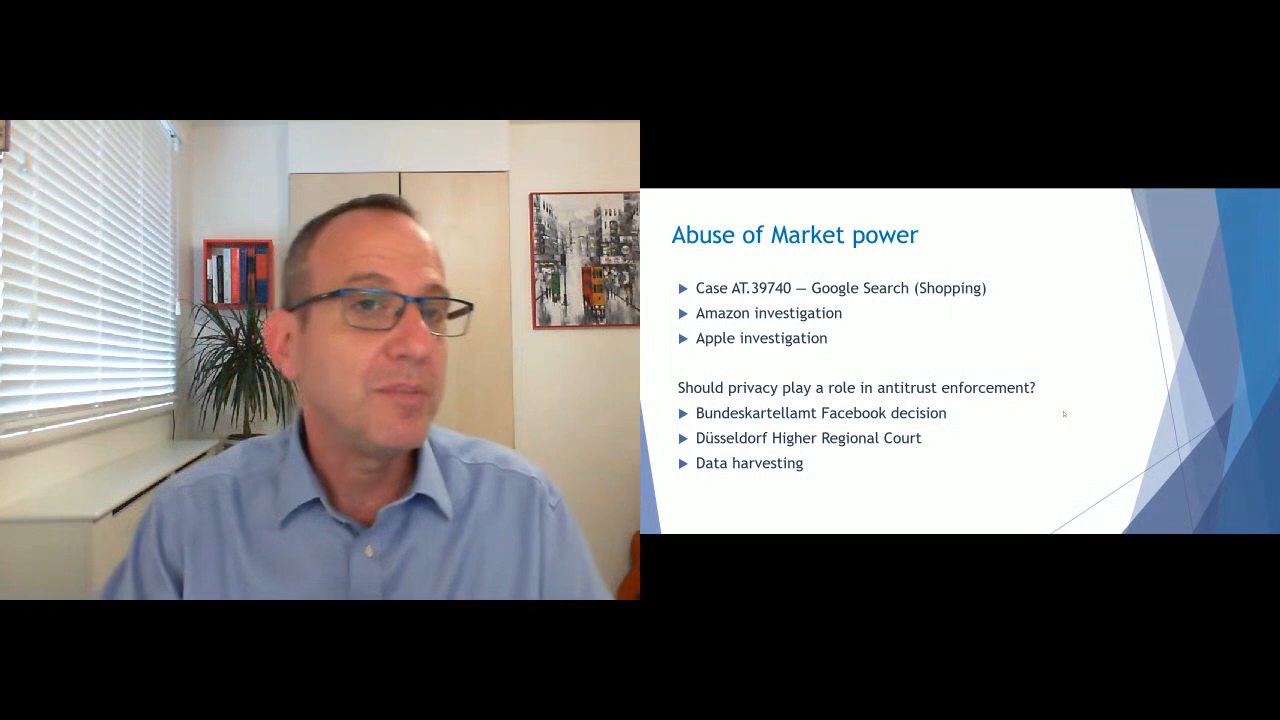 Abuse of Market power
Case AT.39740 — Google Search (Shopping)
Amazon investigation
Apple investigation
Should privacy play a role in antitrust enforcement?
Bundeskartellamt Facebook decision
Düsseldorf Higher Regional Court
Data harvesting